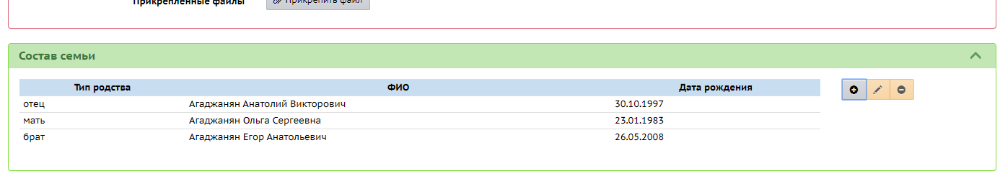 Прикрепленные файлы Прикрепить файл
Состав семьи
Тип родства ФИО Дата рождения
отец Агаджанян Анатолий Викторович 30.10.1997
мать Агаджанян Ольга Сергеевна 23.01.1983
брат Агаджанян Егор Анатольевич 26.05.2008